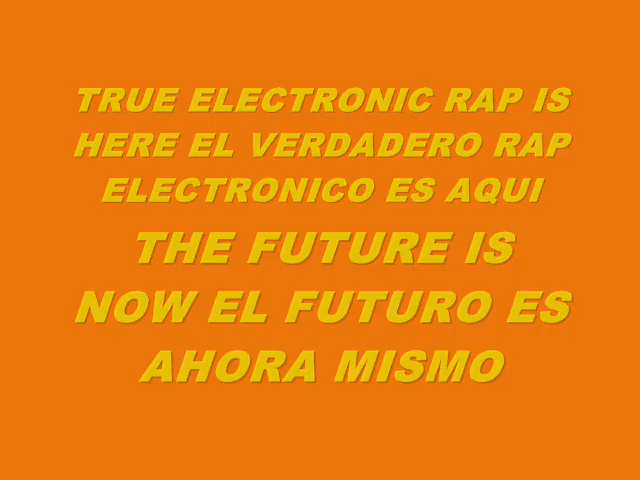 TRUE ELECTRONIC RAP IS
HERE EL VERDADERO RAP
ELECTRONICO ES AQUI
THE FUTURE IS
NOW EL FUTURO ES
AHORA MISMO